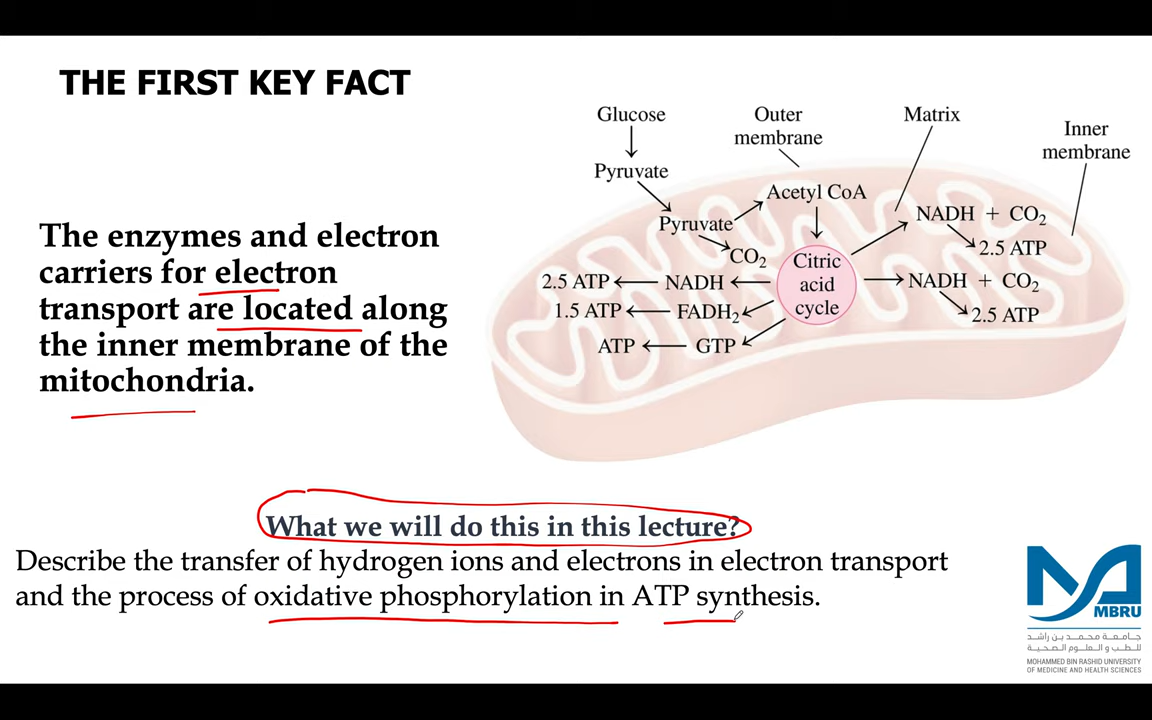 THE FIRST KEY FACT
The enzymes and electron
carriers for electron
transport are located along
the inner membrane of the
mitochondria.
Glucose
Outer
membrane
Matrix
Inner
membrane
Pyruvate
Acetyl CoA
Pyruvate
NADH + CO2
CO2
2.5 ATP
Citric
acid
cycle
2.5 ATP NADH
NADH + CO2
1.5 ATP FADH2
2.5 ATP
ATP GTP
What we will do this in this lecture?
Describe the transfer of hydrogen ions and electrons in electron transport
and the process of oxidative phosphorylation in ATP synthesis.
MBRU
جامعة محمد بن راشد
للطب و العلوم الصحية
MOHAMMED BIN RASHID UNIVERSITY
OF MEDICINE AND HEALTH SCIENCES